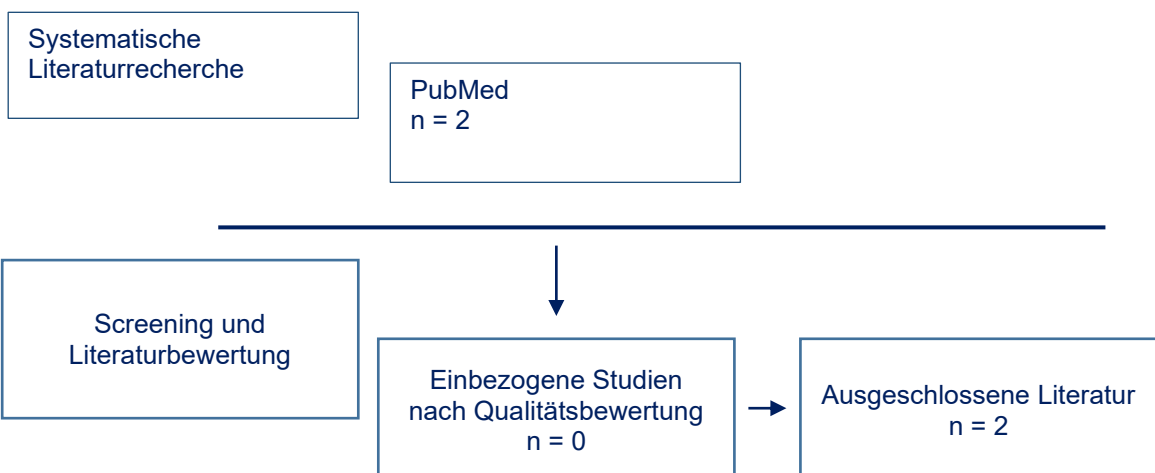 Systematische
Literaturrecherche
PubMed
n = 2
Screening und
Literaturbewertung
Einbezogene Studien
nach Qualitätsbewertung
n = 0
Ausgeschlossene Literatur
n = 2